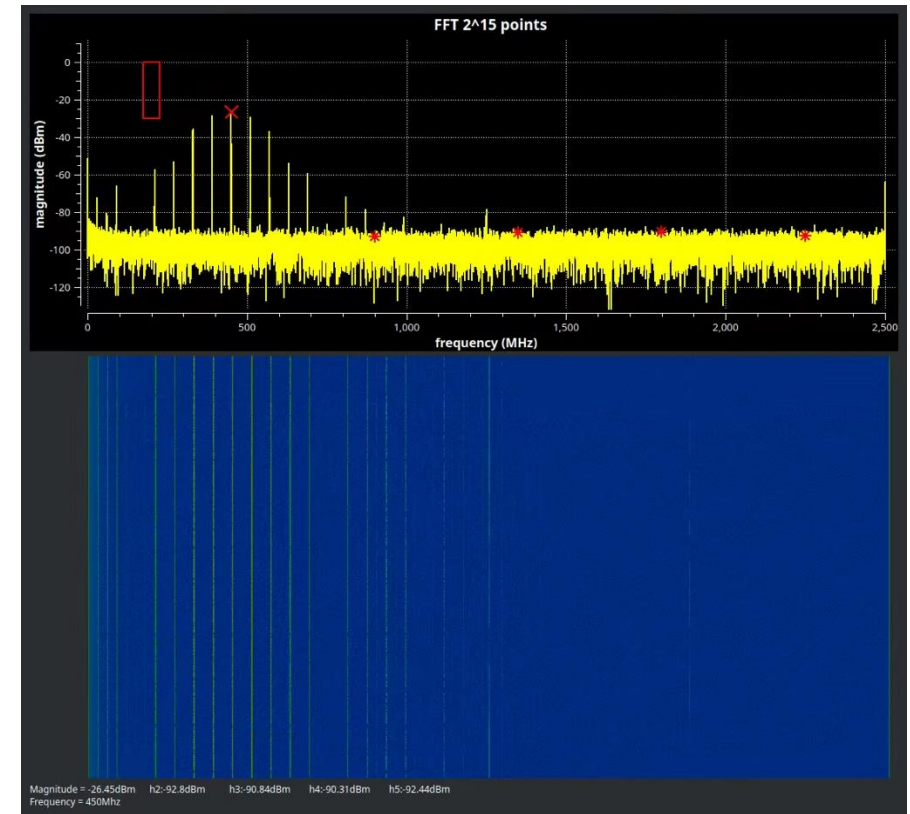 FFT 2^15 points
0
-20
-40
-60
-80
-100
-120
magnitude (dBm)
0 500 1,000 1,500 2,000 2,500
frequency (MHz)
Magnitude = -26.45dBm h2:-92.8dBm h3:-90.84dBm h4:-90.31dBm h5:-92.44dBm
Frequency = 450Mhz